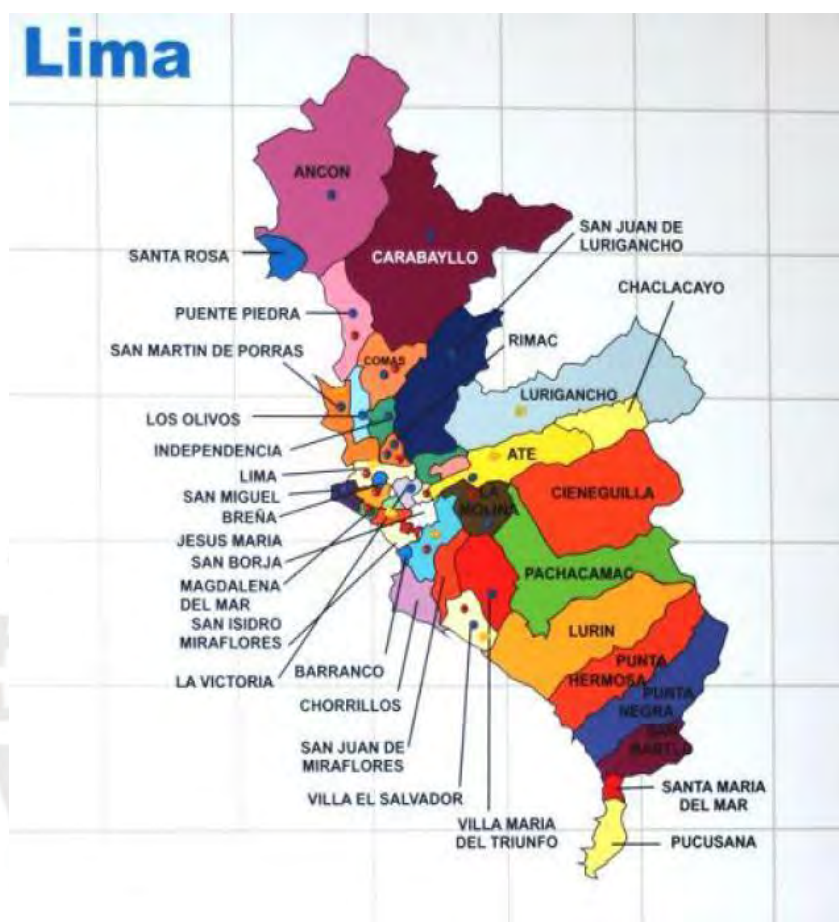 Lima
ANCON
SANTA ROSA
CARABAYLLO
SAN JUAN DE
LURIGANCHO
CHACLACAYO
PUENTE PIEDRA
RIMAC
SAN MARTIN DE PORRAS
COMAS
LURIGANCHO
LOS OLIVOS
INDEPENDENCIA
ATE
LIMA
SAN MIGUEL
BREÑA
LA
MOLINA
CIENEGUILLA
JESUS MARIA
SAN BORJA
MAGDALENA
DEL MAR
PACHACAMAC
SAN ISIDRO
MIRAFLORES
LURIN
LA VICTORIA
BARRANCO
CHORRILLOS
PUNTA
HERMOSA
PUNTA
NEGRA
SAN JUAN DE
MIRAFLORES
SAN
VILLA EL SALVADOR
VILLA MARIA
DEL TRIUNFO
SANTA MARIA
DEL MAR
PUCUSANA